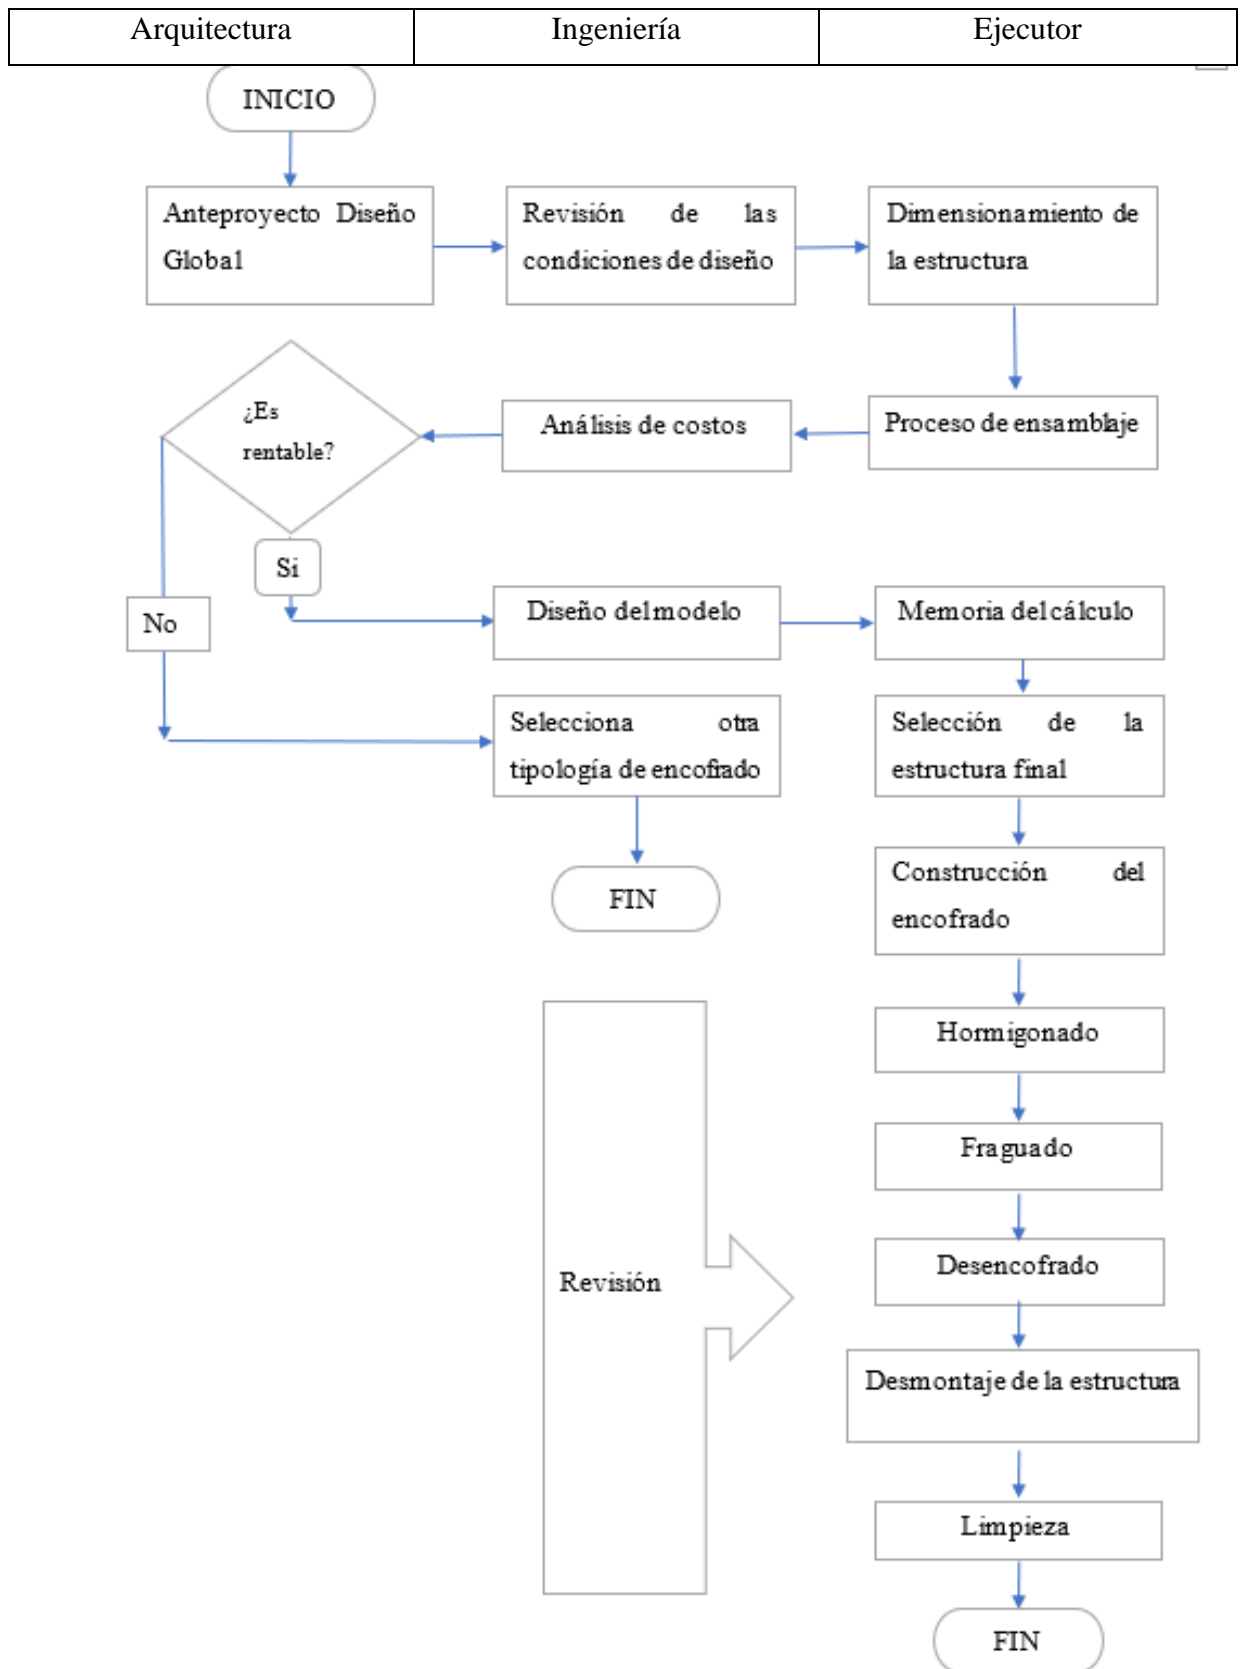 Arquitectura
Ingeniería
Ejecutor
INICIO
Anteproyecto Diseño
Global
Revisión de las
condiciones de diseño
Dimensionamiento de
la estructura
¿Es
rentable?
Análisis de costos
Proceso de ensamblaje
Si
No
Diseño del modelo
Memoria del cálculo
Selecciona otra
tipología de encofrado
Selección de la
estructura final
FIN
Construcción del
encofrado
Hormigonado
Fraguado
Revisión
Desencofrado
Desmontaje de la estructura
Limpieza
FIN